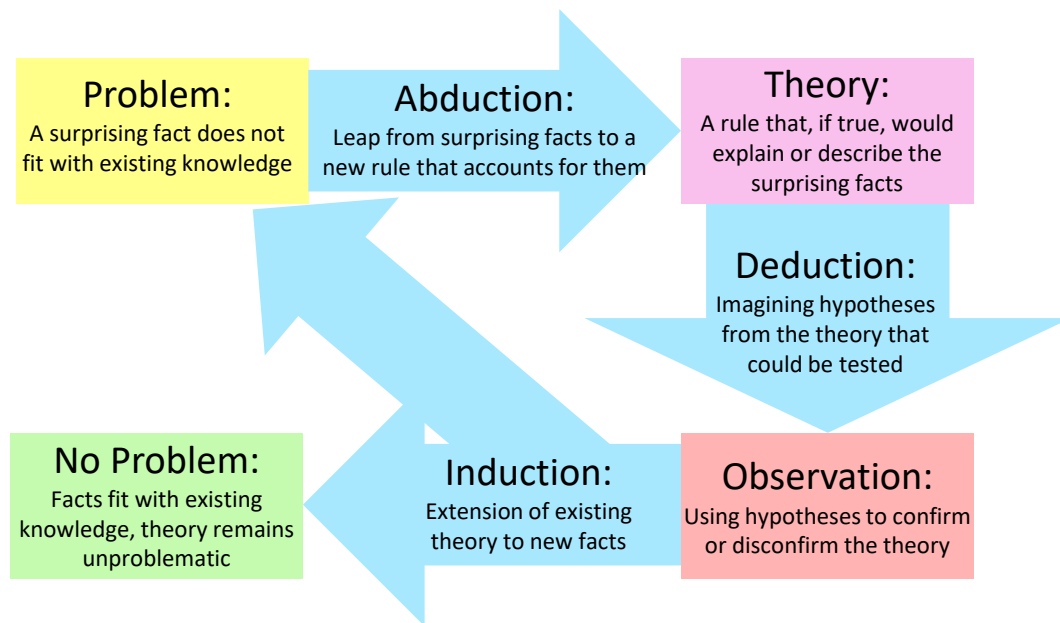 Problem:
A surprising fact does not
fit with existing knowledge
Abduction:
Leap from surprising facts to a
new rule that accounts for them
Theory:
A rule that, if true, would
explain or describe the
surprising facts
Deduction:
Imagining hypotheses
from the theory that
could be tested
Observation:
Using hypotheses to confirm
or disconfirm the theory
Induction:
Extension of existing
theory to new facts
No Problem:
Facts fit with existing
knowledge, theory remains
unproblematic